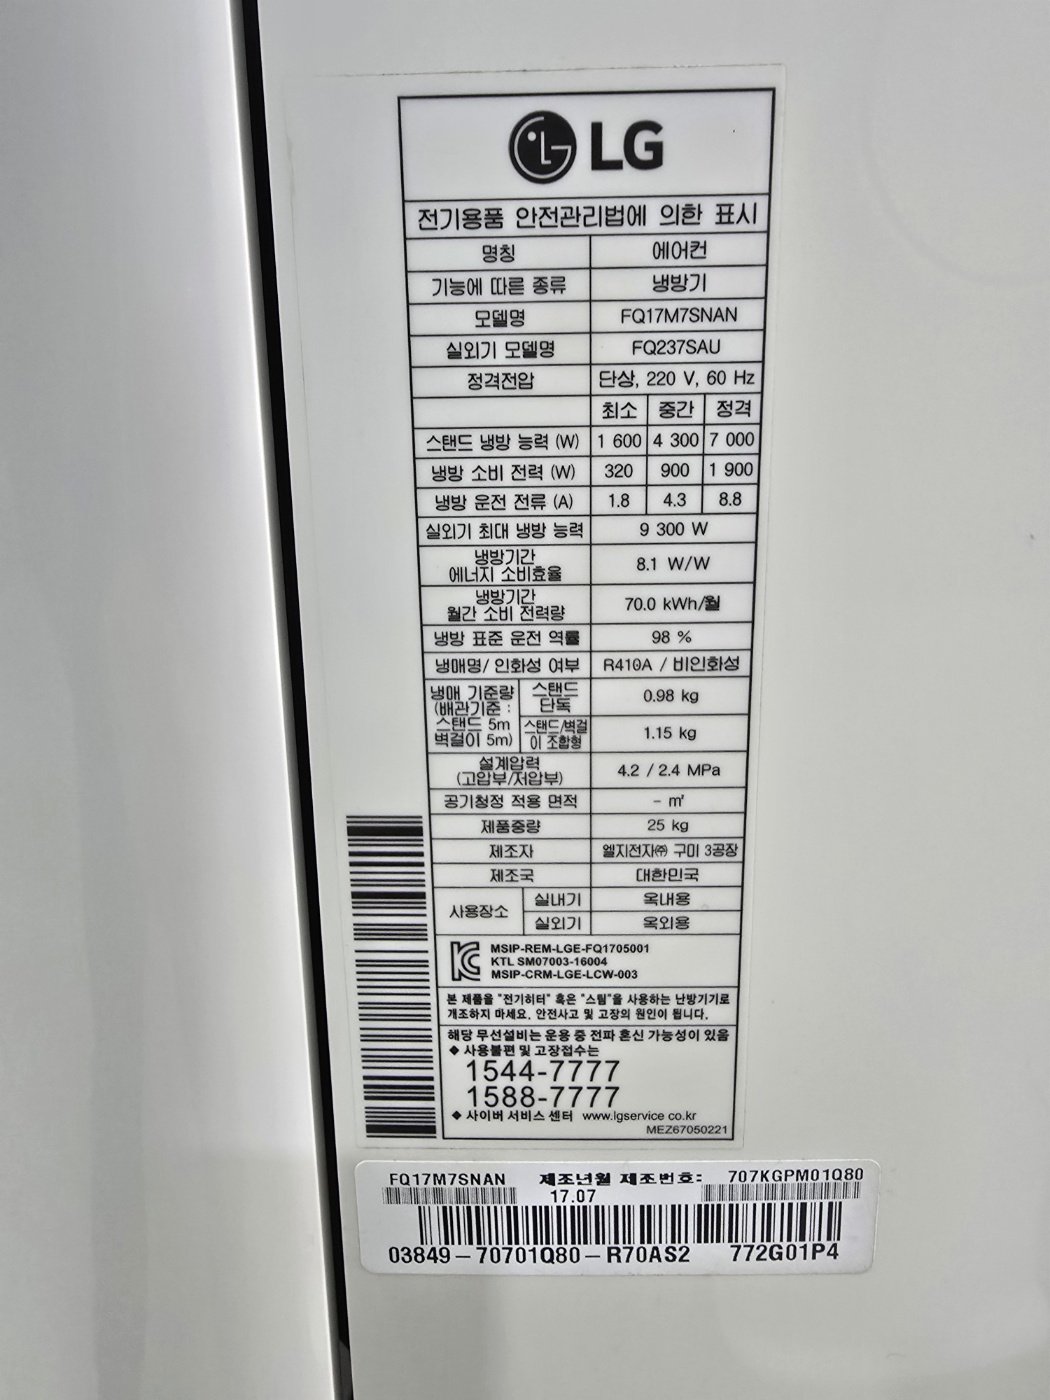 LG
전기용품 안전관리법에 의한 표시
명칭 에어컨
기능에 따른 종류 냉방기
모델명 FQ17M7SNAN
실외기 모델명 FQ237SAU
정격전압 단상, 220 V, 60 Hz
최소 중간 정격
스탠드 냉방 능력 (W) 1 600 4 300 7 000
냉방 소비 전력 (W) 320 900 1 900
냉방 운전 전류 (A) 1.8 4.3 8.8
실외기 최대 냉방 능력 9 300 W
냉방기간
에너지 소비효율 8.1 W/W
냉방기간
월간 소비 전력량 70.0 kWh/월
냉방 표준 운전 역률 98 %
냉매명/ 인화성 여부 R410A / 비인화성
냉매 기준량
(배관기준 :
스탠드 5m
벽걸이 5m)
스탠드
단독 0.98 kg
스탠드/벽걸
이 조합형 1.15 kg
설계압력
(고압부/저압부) 4.2 / 2.4 MPa
공기청정 적용 면적 - ㎡
제품중량 25 kg
제조자 엘지전자㈜ 구미 3공장
제조국 대한민국
사용장소 실내기 옥내용
실외기 옥외용
MSIP-REM-LGE-FQ1705001
KTL SM07003-16004
MSIP-CRM-LGE-LCW-003
본 제품을 "전기히터" 혹은 "스팀"을 사용하는 난방기기로
개조하지 마세요. 안전사고 및 고장의 원인이 됩니다.
해당 무선설비는 운용 중 전파 혼신 가능성이 있음
◆ 사용불편 및 고장접수는
1544-7777
1588-7777
◆ 사이버 서비스 센터 www.lgservice.co.kr
MEZ67050221
FQ17M7SNAN 제조년월 제조번호: 707KGPM01Q80
17.07
03849-70701Q80-R70AS2 772G01P4